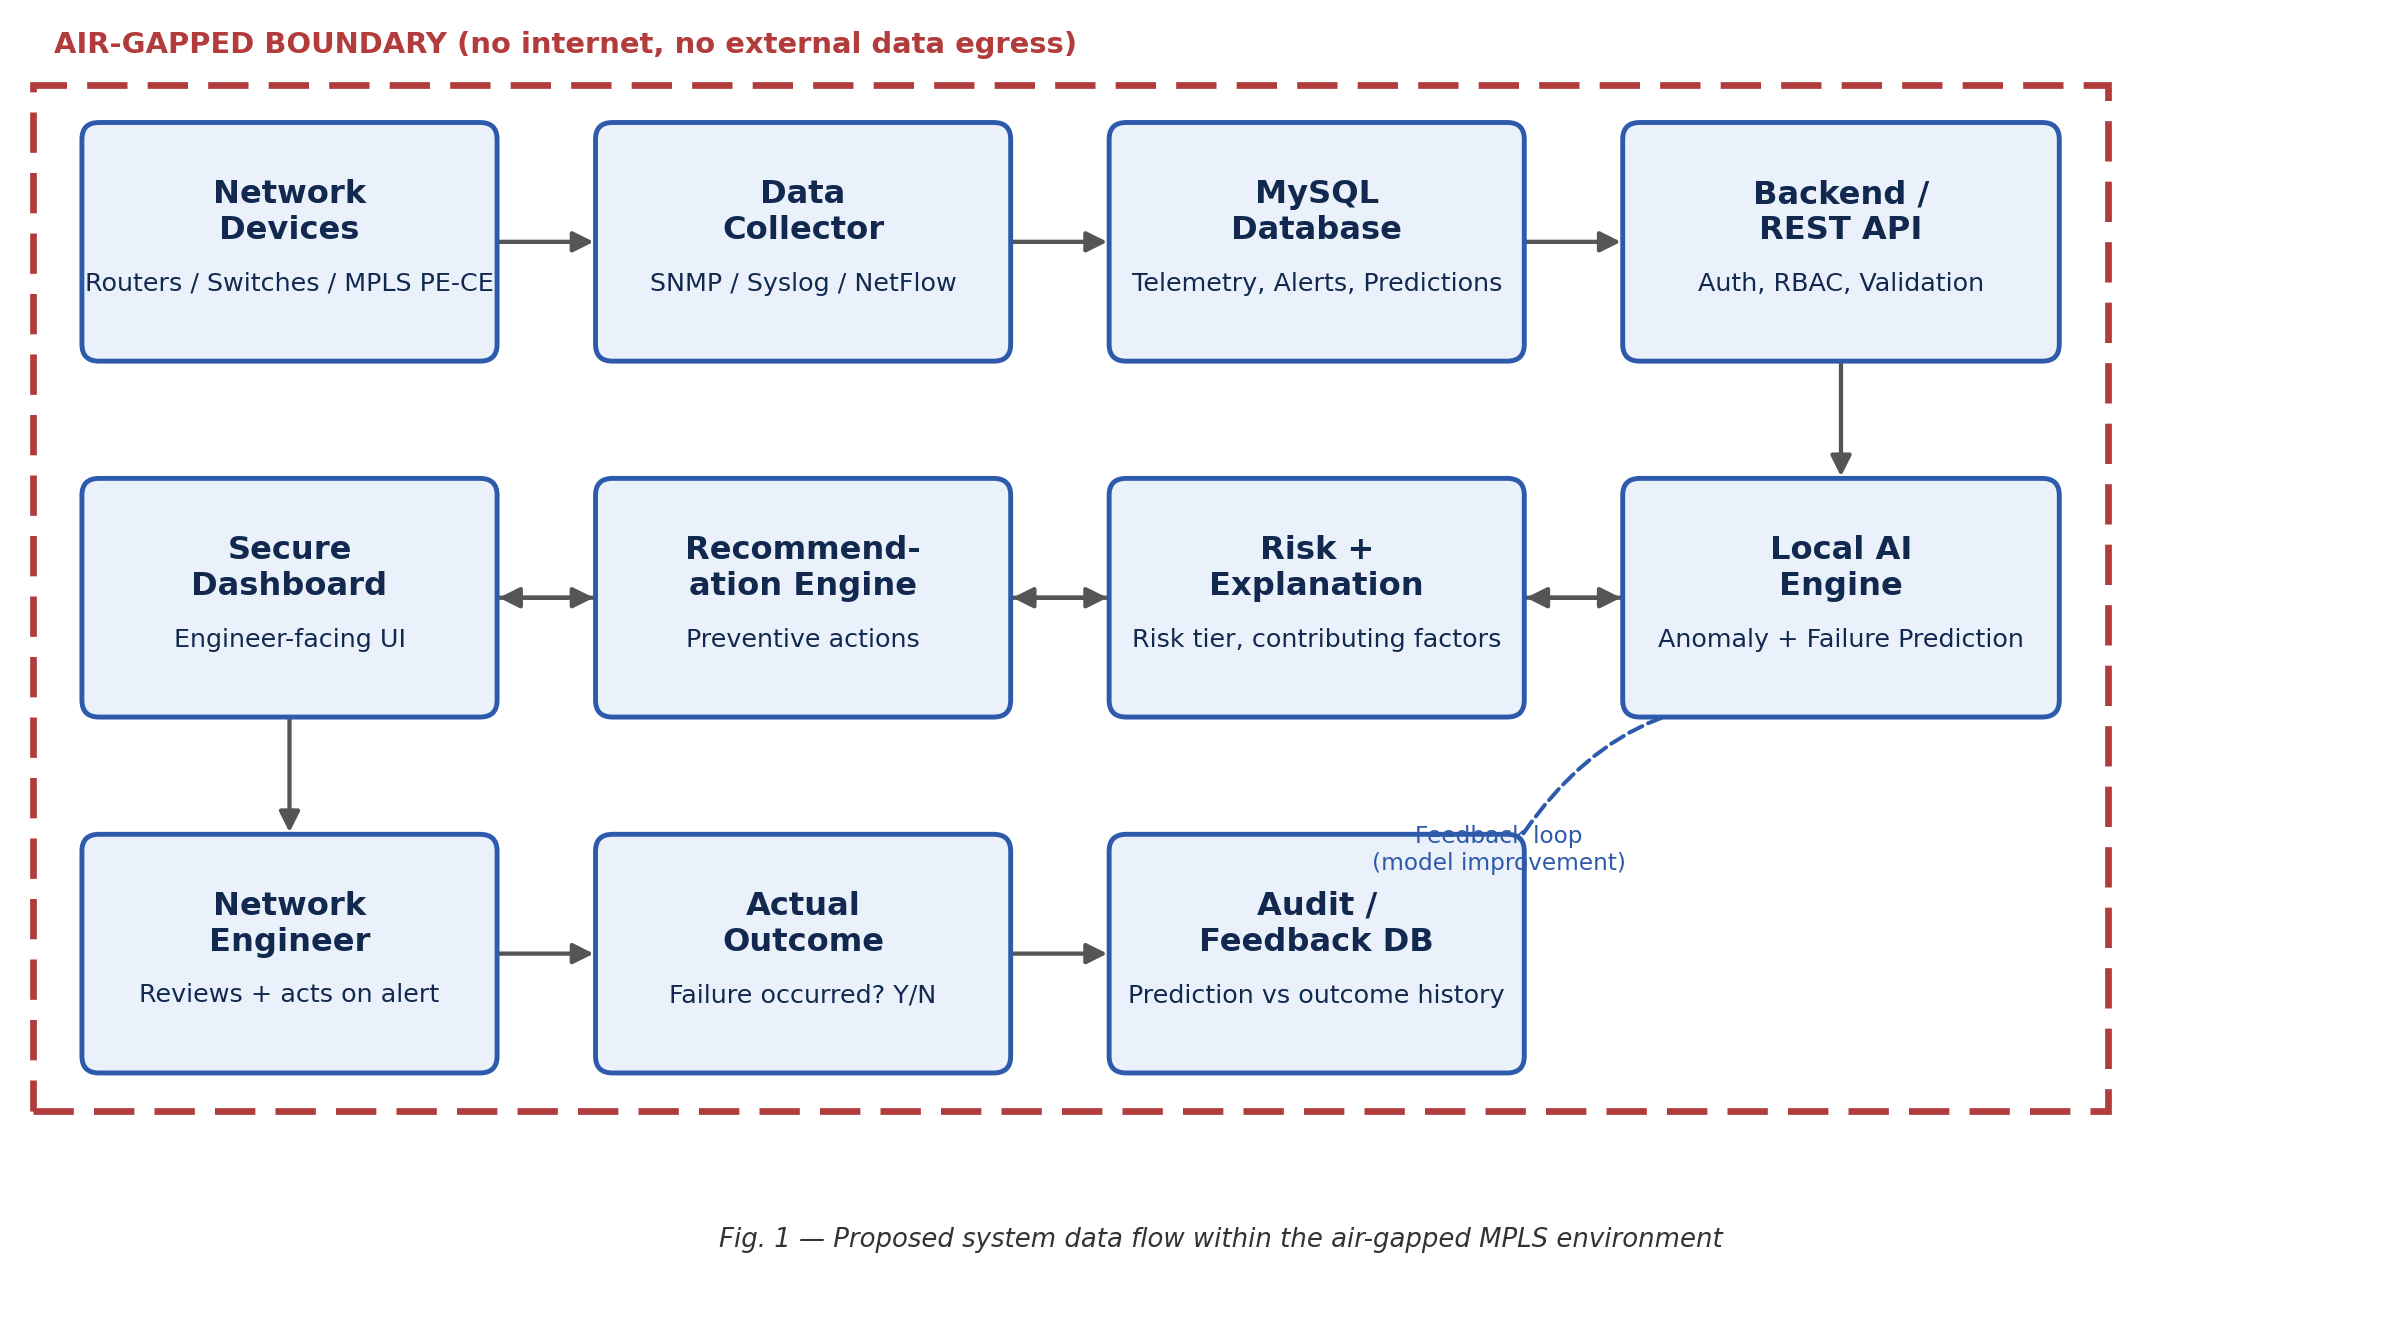 AIR-GAPPED BOUNDARY (no internet, no external data egress)
Network
Devices
Routers / Switches / MPLS PE-CE
Data
Collector
SNMP / Syslog / NetFlow
MySQL
Database
Telemetry, Alerts, Predictions
Backend /
REST API
Auth, RBAC, Validation
Secure
Dashboard
Engineer-facing UI
Recommend-
ation Engine
Preventive actions
Risk +
Explanation
Risk tier, contributing factors
Local AI
Engine
Anomaly + Failure Prediction
Feedback loop
(model improvement)
Network
Engineer
Reviews + acts on alert
Actual
Outcome
Failure occurred? Y/N
Audit /
Feedback DB
Prediction vs outcome history
Fig. 1 — Proposed system data flow within the air-gapped MPLS environment